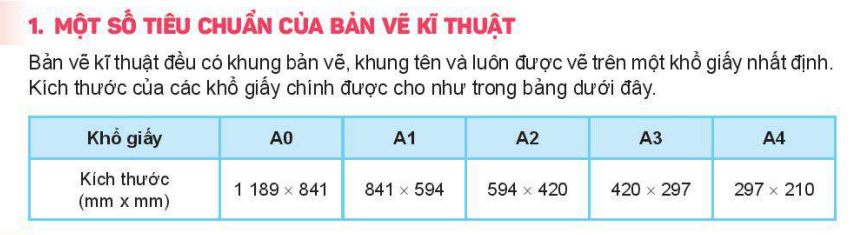 1. MỘT SỐ TIÊU CHUẨN CỦA BẢN VẼ KĨ THUẬT
Bản vẽ kĩ thuật đều có khung bản vẽ, khung tên và luôn được vẽ trên một khổ giấy nhất định.
Kích thước của các khổ giấy chính được cho như trong bảng dưới đây.
Khổ giấy A0 A1 A2 A3 A4
Kích thước
(mm x mm) 1 189 × 841 841 × 594 594 × 420 420 × 297 297 × 210